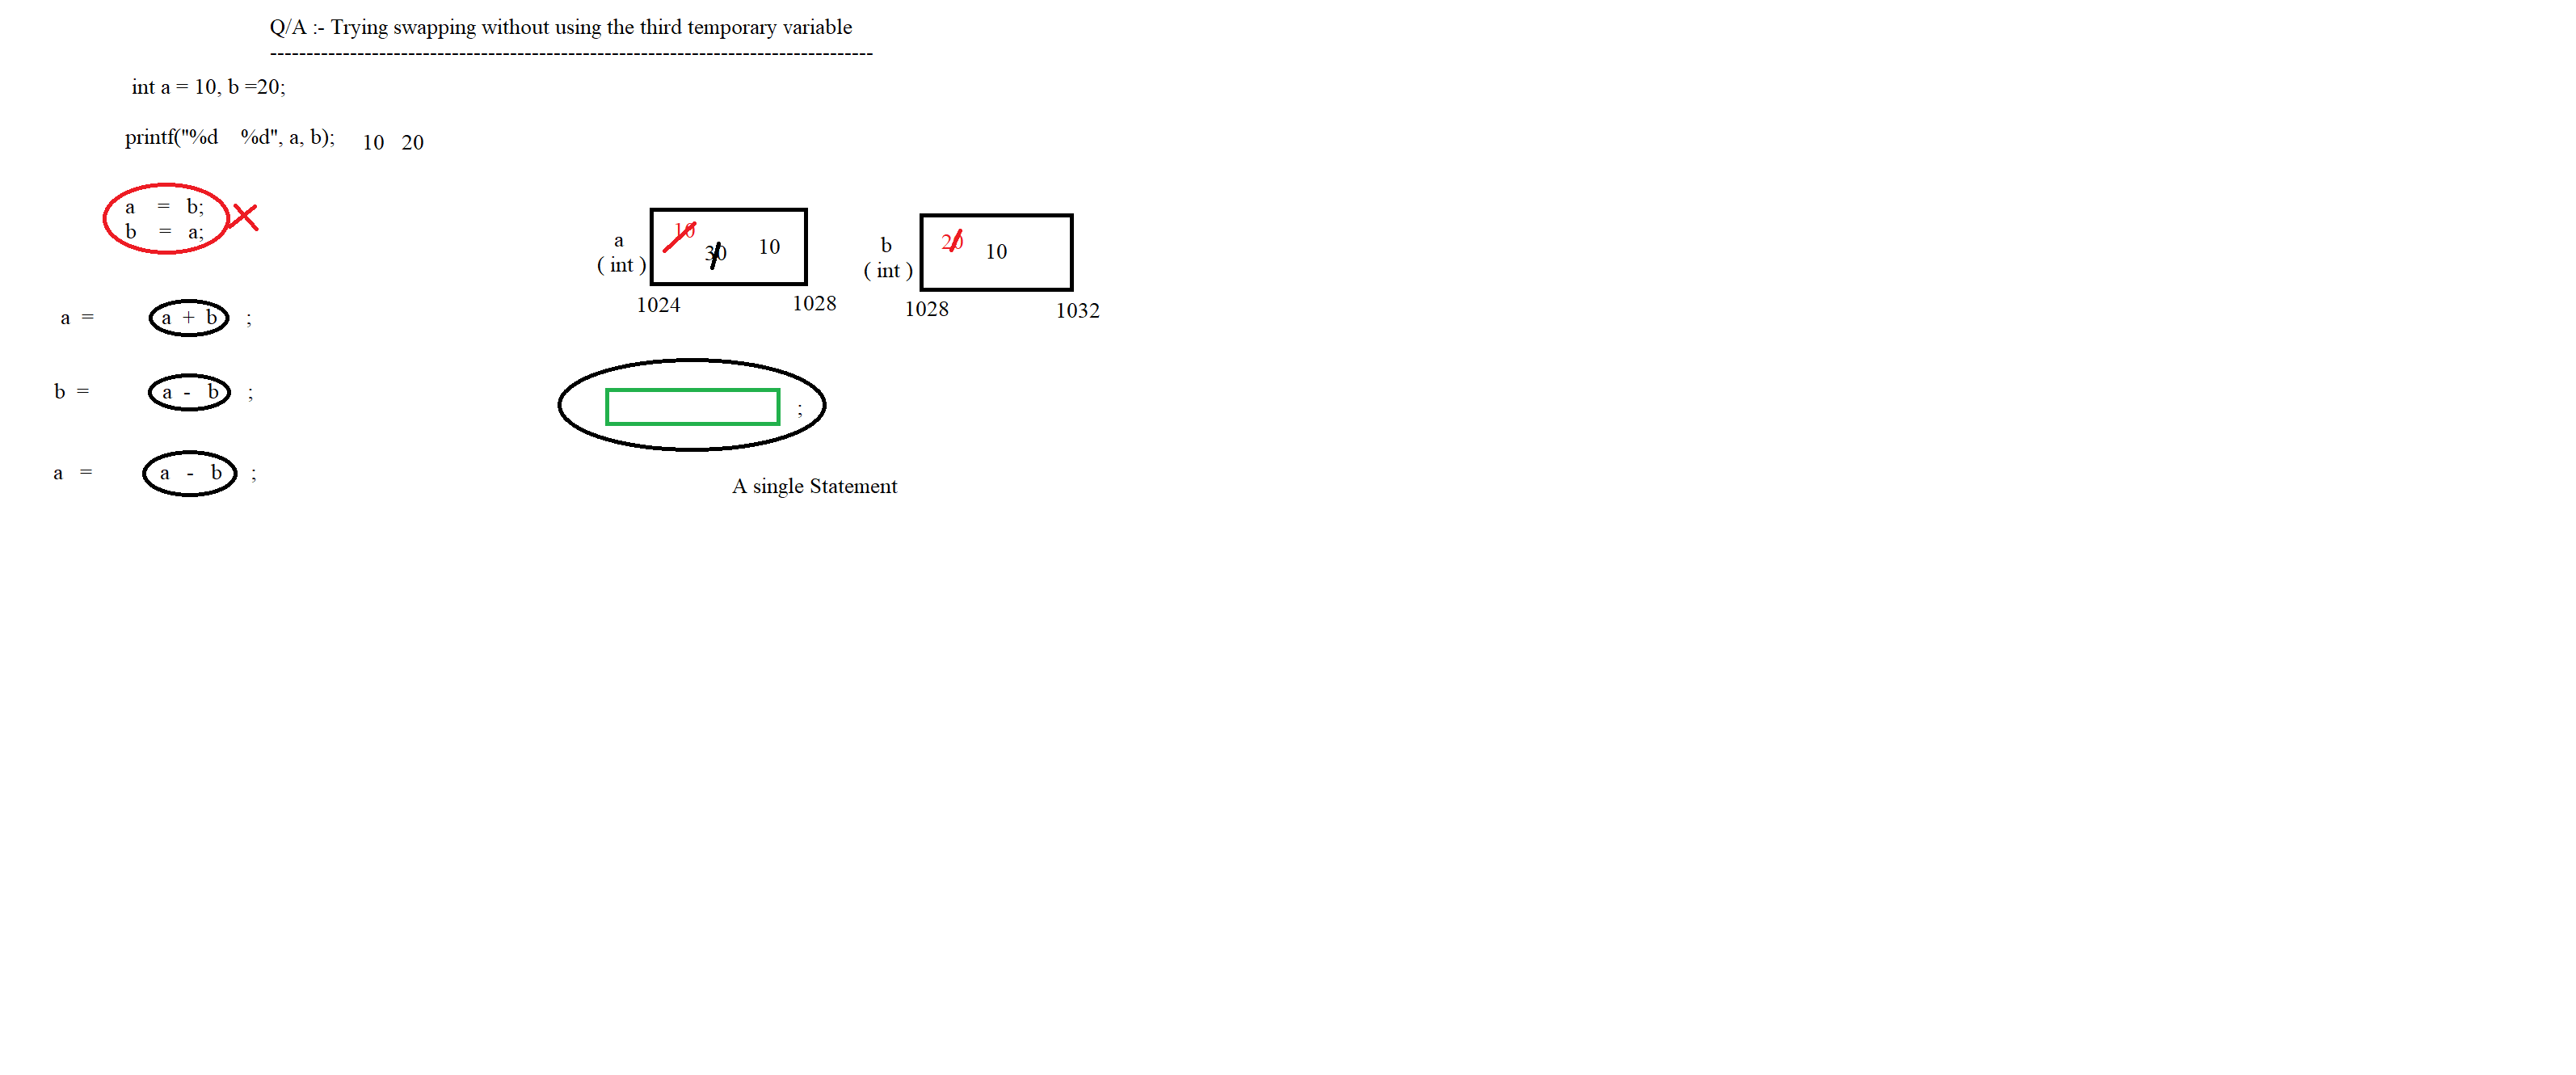 Q/A :- Trying swapping without using the third temporary variable
-----------------------------------------------------------------------------------
int a = 10, b =20;
printf("%d    %d", a, b);    10   20
a    =   b;
b    =   a;
a
( int )
10
30
10
1024
1028
b
( int )
20
10
1028
1032
a  =    a  +  b    ;
b  =    a  -   b    ;
;
a   =    a   -   b   ;
A single Statement